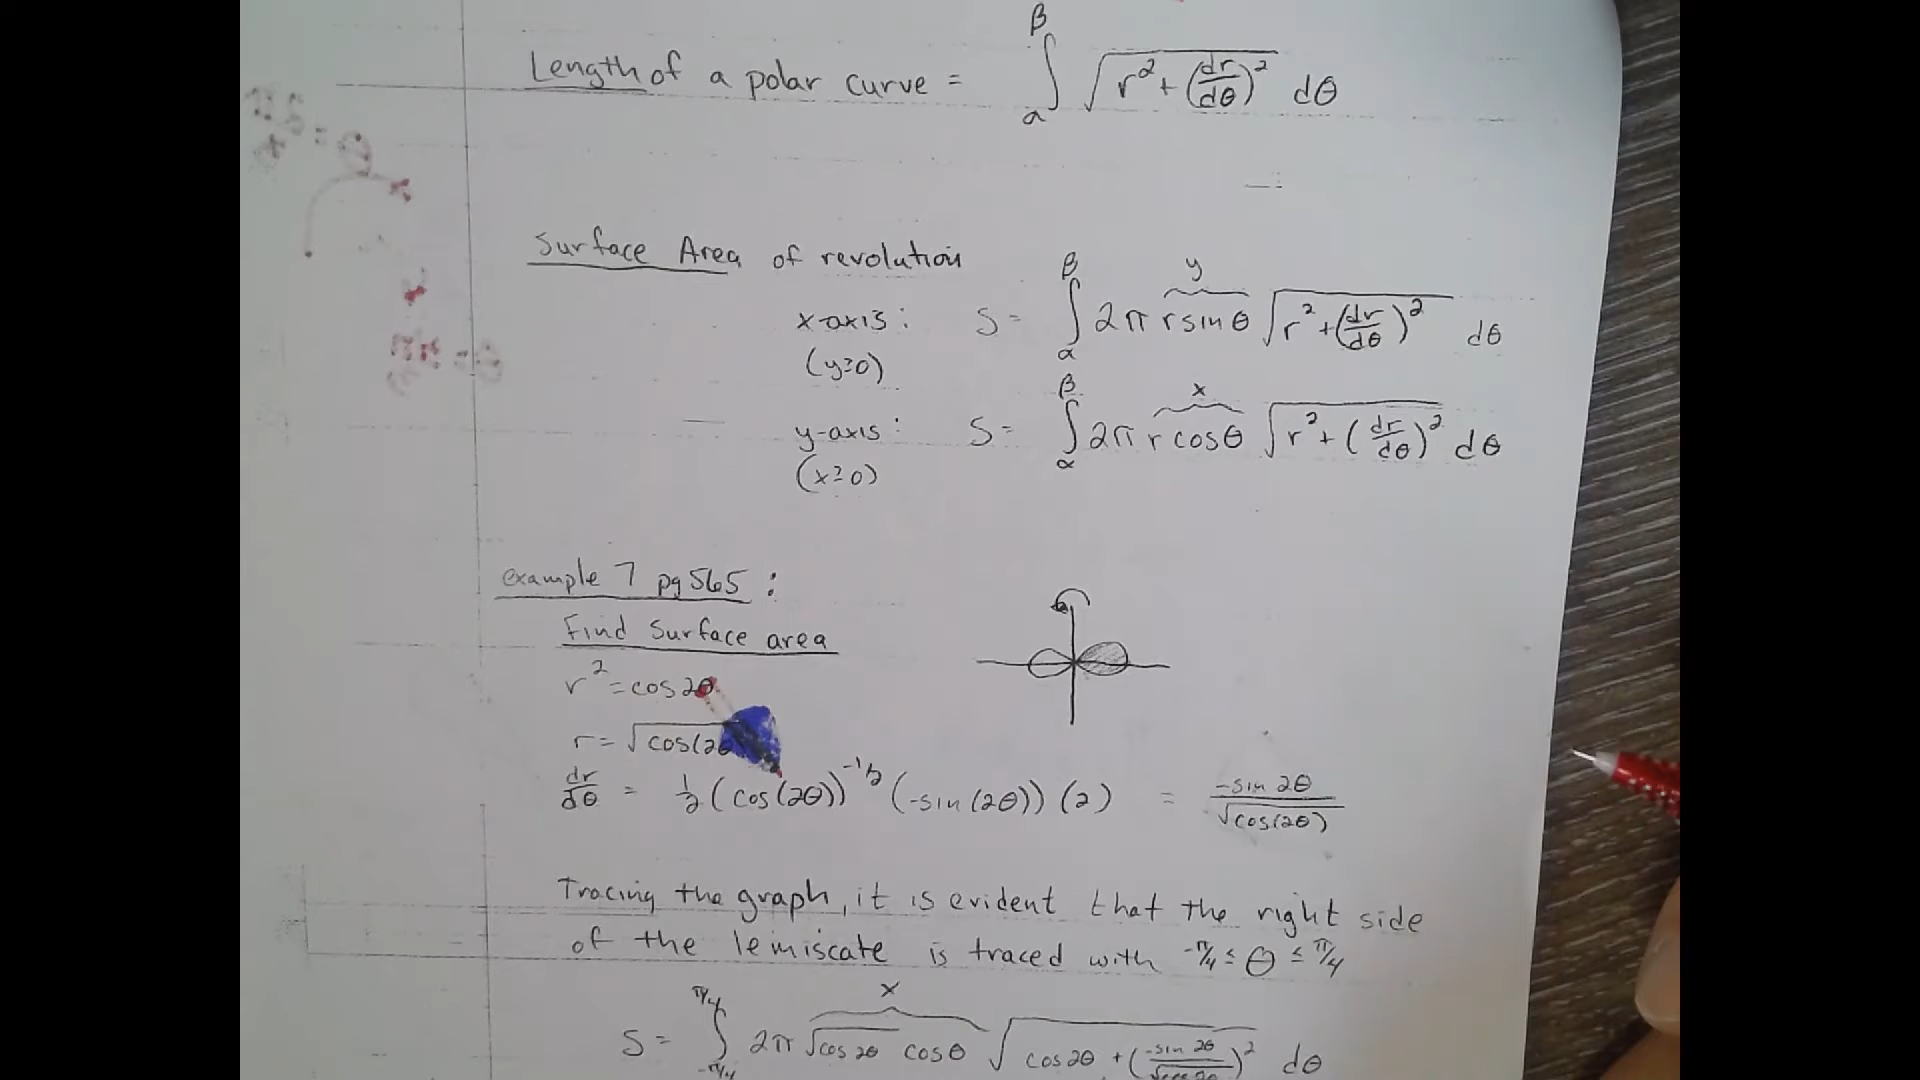 Length of a polar curve = ∫_α^β √(r² + (dr/dθ)²) dθ
Surface Area of revolution
x-axis: S = ∫_α^β 2π r sin θ √(r² + (dr/dθ)²) dθ
y
(y≥0)
y-axis: S = ∫_α^β 2π r cos θ √(r² + (dr/dθ)²) dθ
x
(x≥0)
example 7 pg 565:
Find Surface area
r² = cos 2θ
r = √cos(2θ
dr/dθ = ½ (cos(2θ))^(-1/2) (-sin(2θ))(2) = -sin 2θ / √cos(2θ)
Tracing the graph, it is evident that the right side
of the lemiscate is traced with -π/4 ≤ θ ≤ π/4
x
S = ∫_(-π/4)^(π/4) 2π √cos 2θ cos θ √(cos 2θ + (-sin 2θ / √cos 2θ)²) dθ